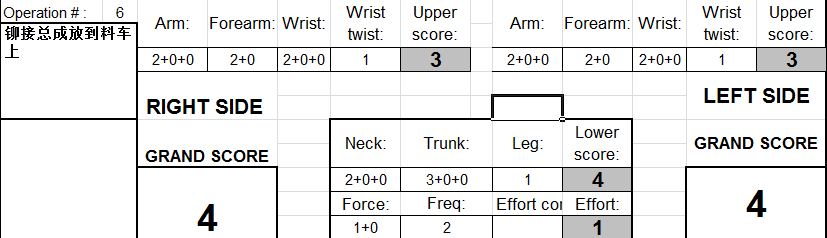 Operation # : 6
Arm: Forearm: Wrist: Wrist twist: Upper score: Arm: Forearm: Wrist: Wrist twist: Upper score:
铆接总成放到料车上
2+0+0 2+0 2+0+0 1 3 2+0+0 2+0 2+0+0 1 3
RIGHT SIDE LEFT SIDE
Neck: Trunk: Leg: Lower score:
GRAND SCORE GRAND SCORE
2+0+0 3+0+0 1 4
4 4
Force: Freq: Effort Effort:
1+0 2 1